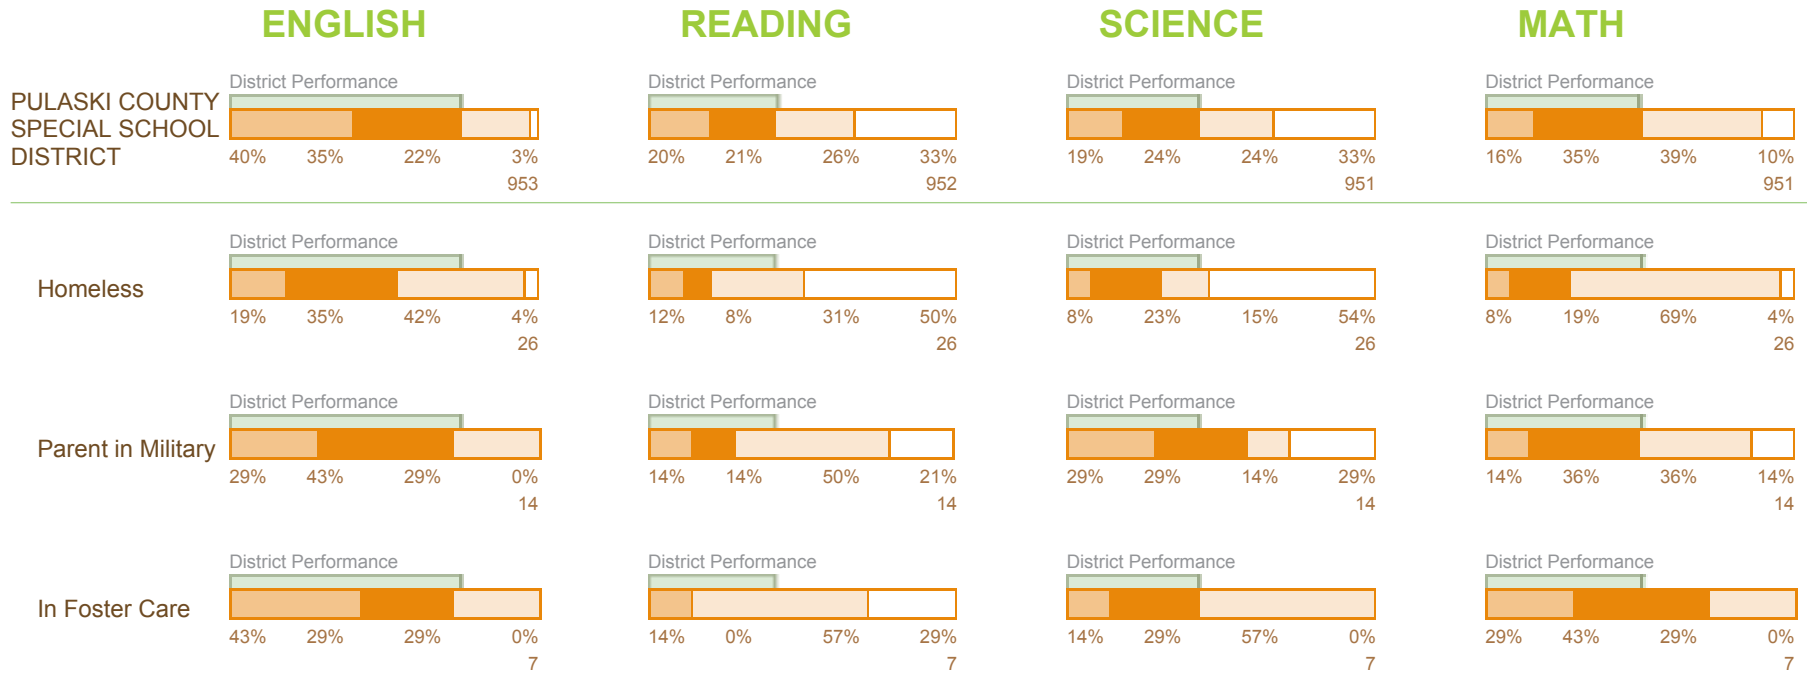 ENGLISH READING SCIENCE MATH
PULASKI COUNTY
SPECIAL SCHOOL
DISTRICT
District Performance District Performance District Performance District Performance
40% 35% 22% 3% 20% 21% 26% 33% 19% 24% 24% 33% 16% 35% 39% 10%
953 952 951 951
Homeless
District Performance District Performance District Performance District Performance
19% 35% 42% 4% 12% 8% 31% 50% 8% 23% 15% 54% 8% 19% 69% 4%
26 26 26 26
Parent in Military
District Performance District Performance District Performance District Performance
29% 43% 29% 0% 14% 14% 50% 21% 29% 29% 14% 29% 14% 36% 36% 14%
14 14 14 14
In Foster Care
District Performance District Performance District Performance District Performance
43% 29% 29% 0% 14% 0% 57% 29% 14% 29% 57% 0% 29% 43% 29% 0%
7 7 7 7